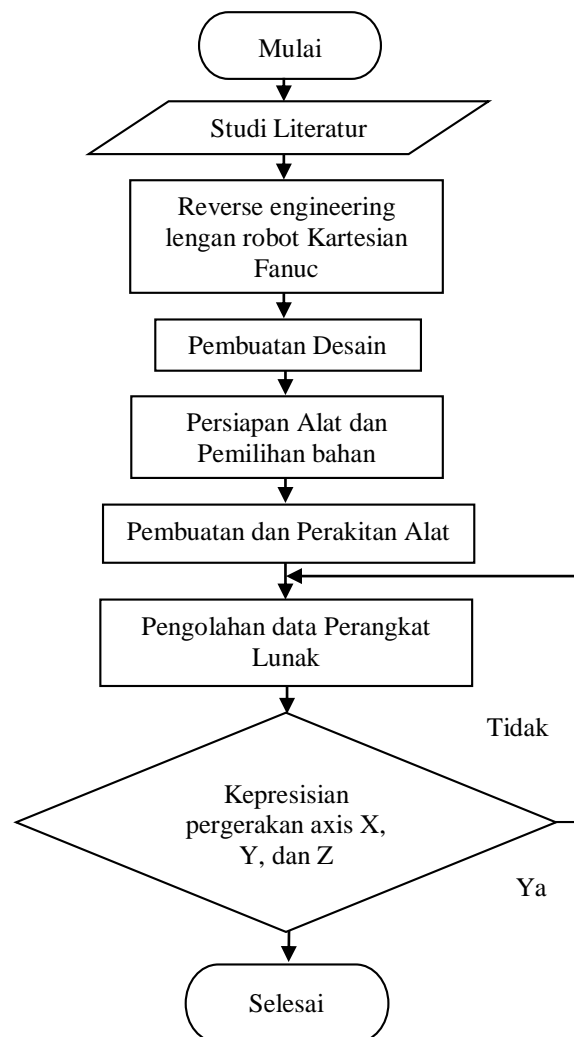 Mulai
Studi Literatur
Reverse engineering
lengan robot Kartesian
Fanuc
Pembuatan Desain
Persiapan Alat dan
Pemilihan bahan
Pembuatan dan Perakitan Alat
Pengolahan data Perangkat
Lunak
Tidak
Kepresisian
pergerakan axis X,
Y, dan Z
Ya
Selesai